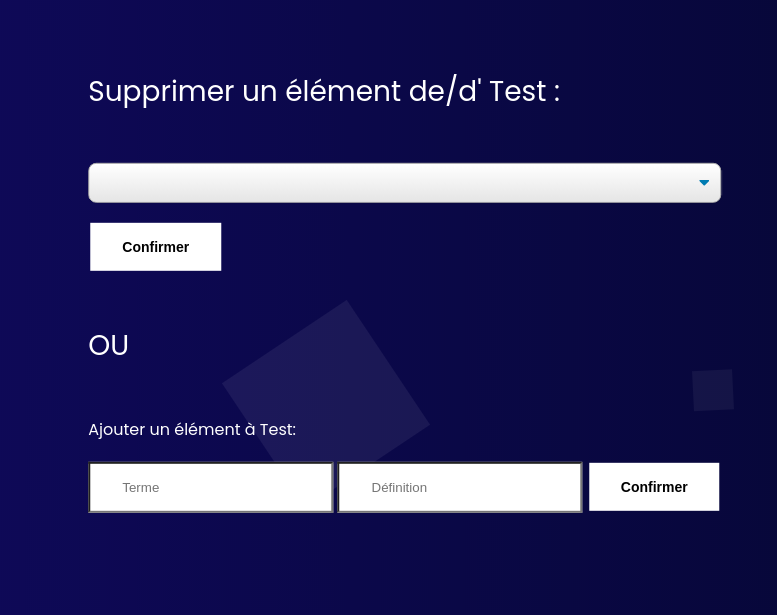 Supprimer un élément de/d' Test :
Confirmer
OU
Ajouter un élément à Test:
Terme Définition Confirmer